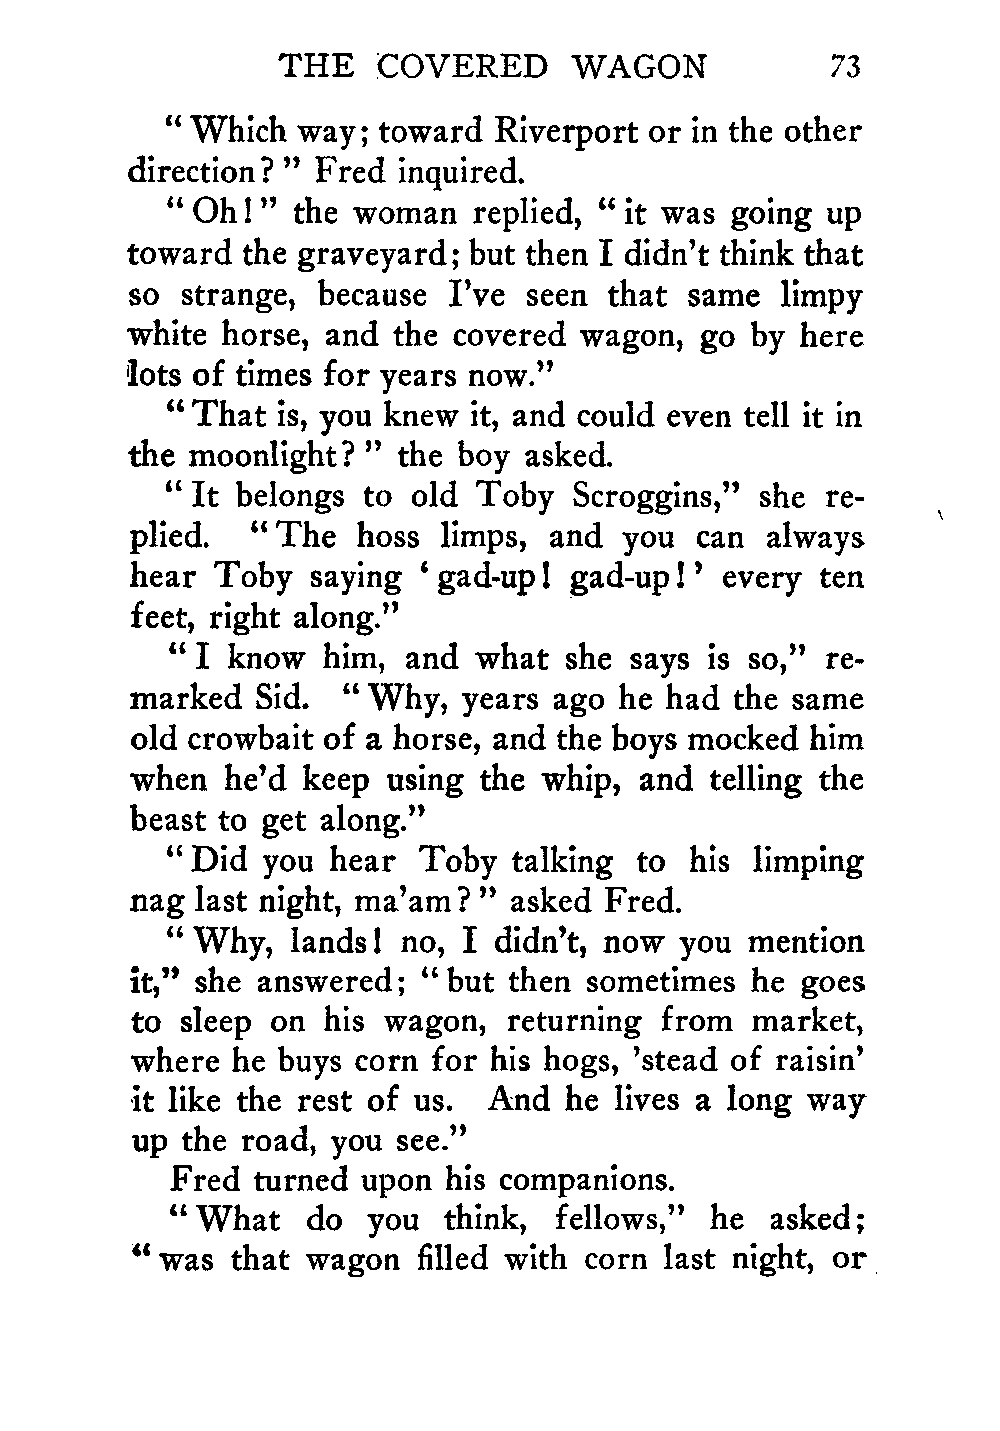 THE COVERED WAGON 73
“ Which way; toward Riverport or in the other
direction? ” Fred inquired.
“ Oh! ” the woman replied, “ it was going up
toward the graveyard; but then I didn’t think that
so strange, because I’ve seen that same limpy
white horse, and the covered wagon, go by here
lots of times for years now.”
“ That is, you knew it, and could even tell it in
the moonlight? ” the boy asked.
“ It belongs to old Toby Scroggins,” she re-
plied. “ The hoss limps, and you can always
hear Toby saying ‘ gad-up! gad-up! ’ every ten
feet, right along.”
“ I know him, and what she says is so,” re-
marked Sid. “ Why, years ago he had the same
old crowbait of a horse, and the boys mocked him
when he’d keep using the whip, and telling the
beast to get along.”
“ Did you hear Toby talking to his limping
nag last night, ma’am? ” asked Fred.
“ Why, lands! no, I didn’t, now you mention
it,” she answered; “ but then sometimes he goes
to sleep on his wagon, returning from market,
where he buys corn for his hogs, ’stead of raisin’
it like the rest of us. And he lives a long way
up the road, you see.”
Fred turned upon his companions.
“ What do you think, fellows,” he asked;
“ was that wagon filled with corn last night, or